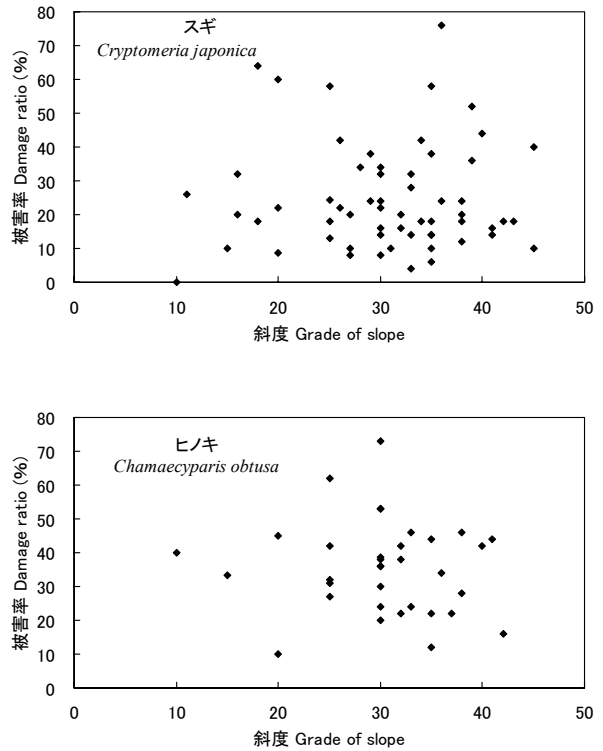 スギ
Cryptomeria japonica
被害率 Damage ratio (%)
80
70
60
50
40
30
20
10
0
0 10 20 30 40 50
斜度 Grade of slope
ヒノキ
Chamaecyparis obtusa
被害率 Damage ratio (%)
80
70
60
50
40
30
20
10
0
0 10 20 30 40 50
斜度 Grade of slope